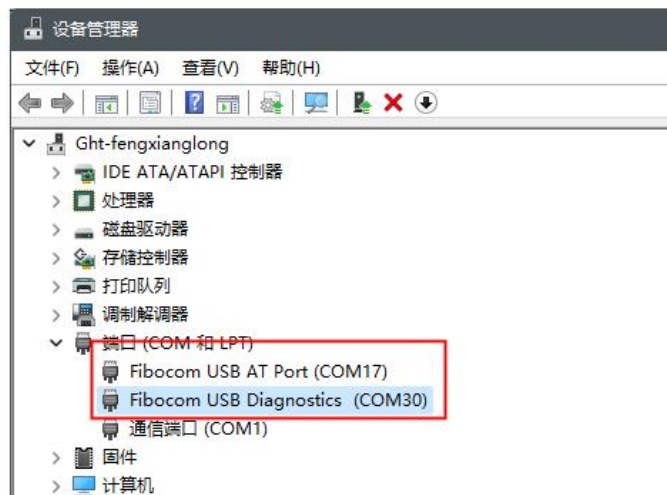 设备管理器
文件(F) 操作(A) 查看(V) 帮助(H)
Ght-fengxianglong
IDE ATA/ATAPI 控制器
处理器
磁盘驱动器
存储控制器
打印队列
调制解调器
端口 (COM 和 LPT)
Fibocom USB AT Port (COM17)
Fibocom USB Diagnostics (COM30)
通信端口 (COM1)
固件
计算机